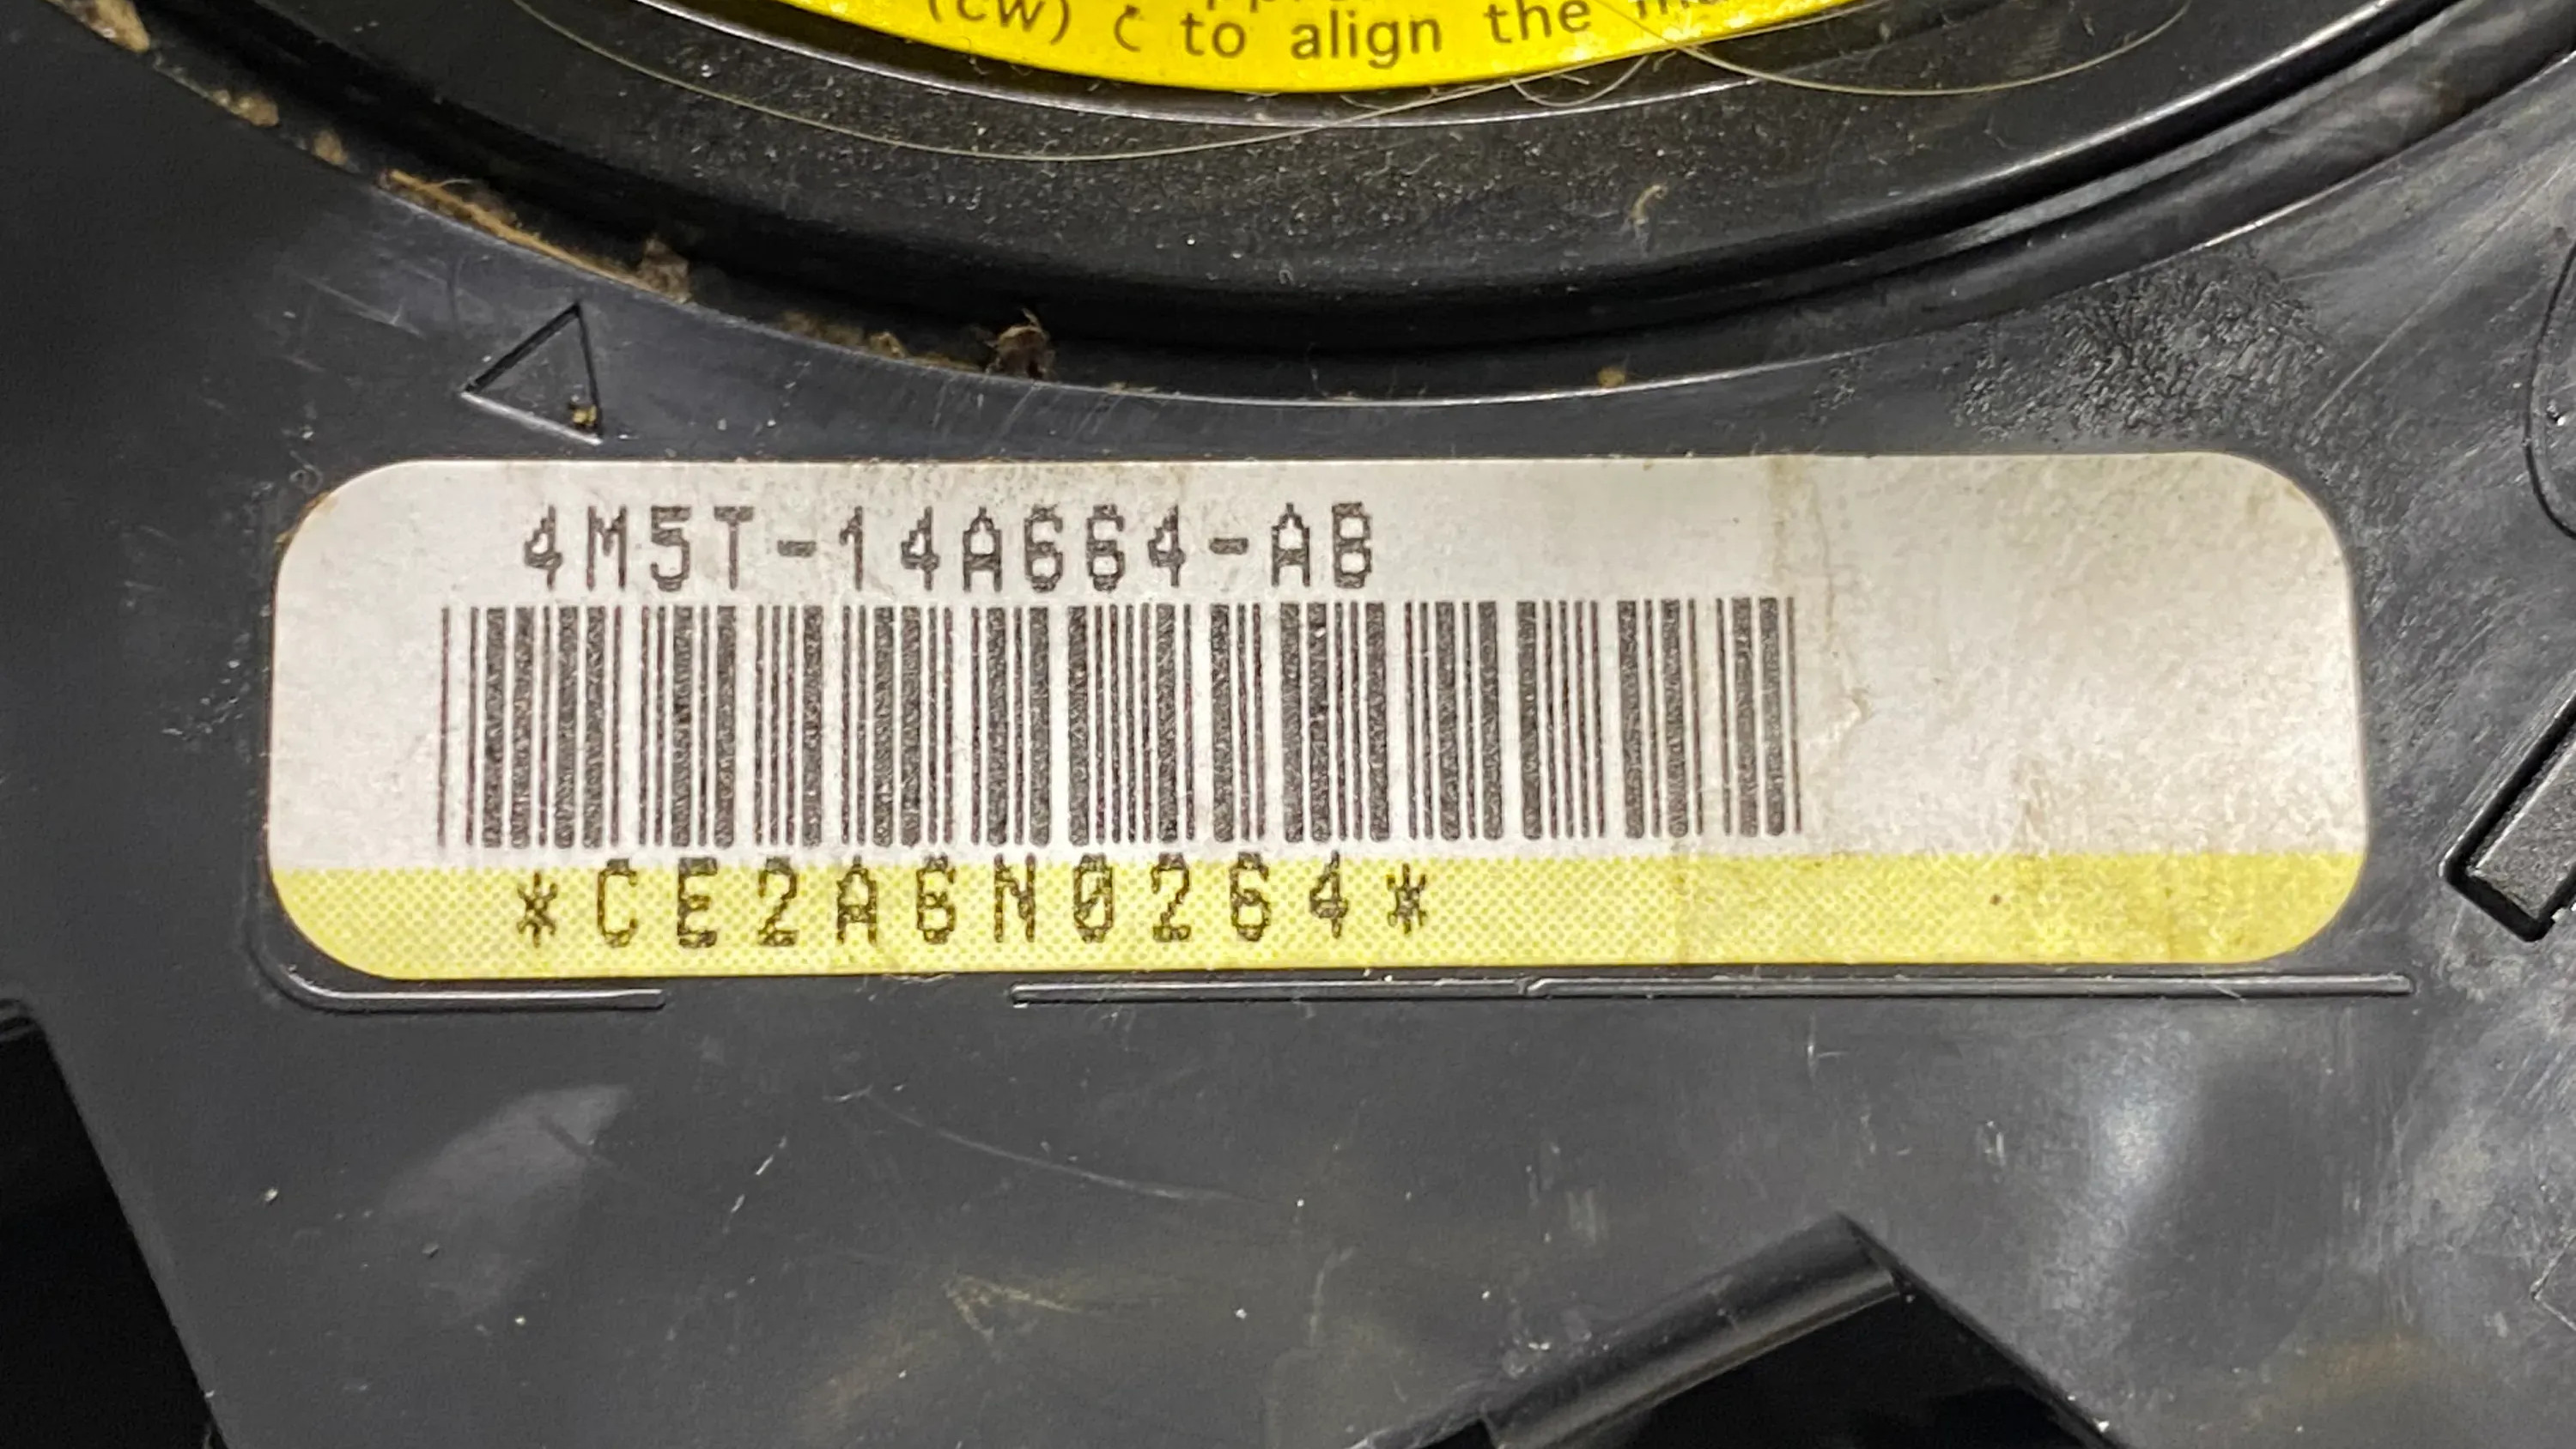 (CW) to align the
4M5T-14A664-AB
*CE2A6N0264*